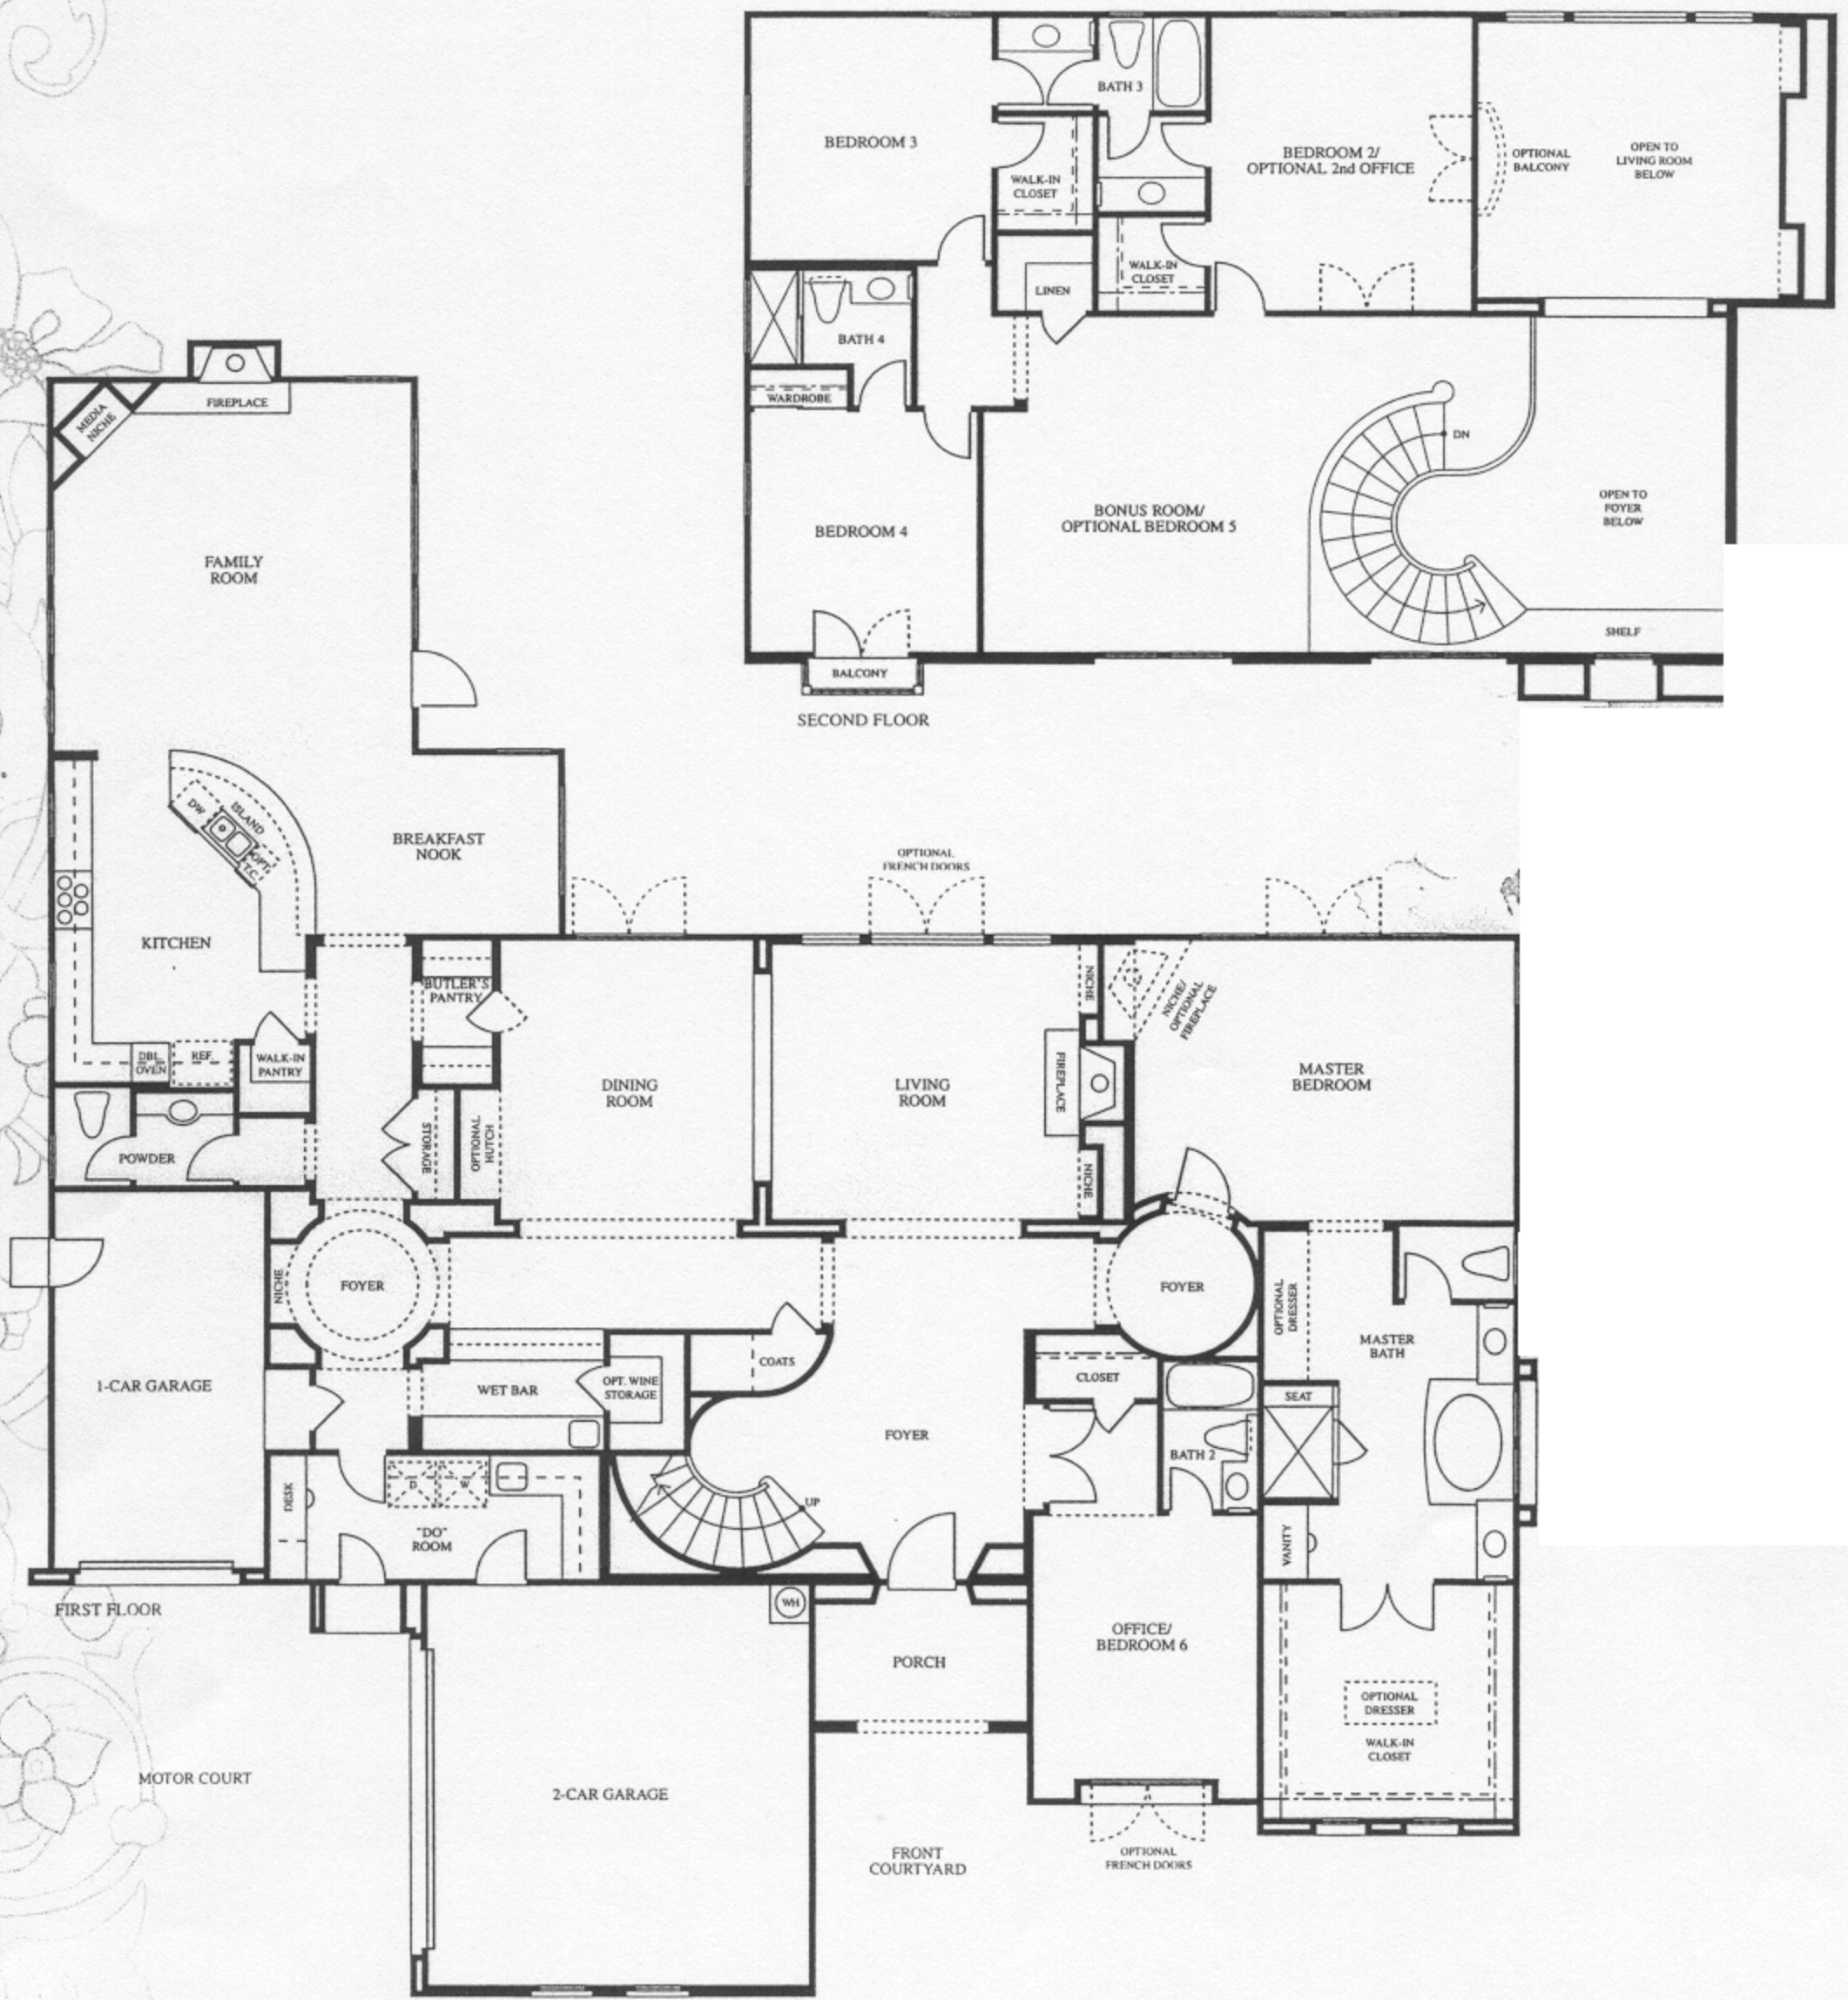 BATH 3
BEDROOM 3
BEDROOM 2/
OPTIONAL 2nd OFFICE
OPTIONAL
BALCONY
OPEN TO
LIVING ROOM
BELOW
WALK-IN
CLOSET
WALK-IN
CLOSET
LINEN
BATH 4
WARDROBE
DN
BEDROOM 4
BONUS ROOM/
OPTIONAL BEDROOM 5
OPEN TO
FOYER
BELOW
SHELF
BALCONY
SECOND FLOOR
FIREPLACE
MEDIA
NICHE
FAMILY
ROOM
DW
ISLAND
OPT.
T.C.
BREAKFAST
NOOK
KITCHEN
OPTIONAL
FRENCH DOORS
BUTLER'S
PANTRY
NICHE
NICHE/
OPTIONAL
FIREPLACE
DBL.
OVEN
REF.
WALK-IN
PANTRY
DINING
ROOM
LIVING
ROOM
FIREPLACE
MASTER
BEDROOM
POWDER
STORAGE
OPTIONAL
HUTCH
NICHE
NICHE
FOYER
FOYER
OPTIONAL
DRESSER
MASTER
BATH
1-CAR GARAGE
WET BAR
OPT. WINE
STORAGE
COATS
CLOSET
SEAT
FOYER
BATH 2
DESK
D
W
UP
"DO"
ROOM
VANITY
FIRST FLOOR
WH
PORCH
OFFICE/
BEDROOM 6
OPTIONAL
DRESSER
WALK-IN
CLOSET
MOTOR COURT
2-CAR GARAGE
FRONT
COURTYARD
OPTIONAL
FRENCH DOORS